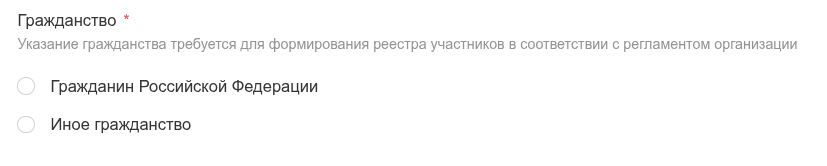 Гражданство *
Указание гражданства требуется для формирования реестра участников в соответствии с регламентом организации
Гражданин Российской Федерации
Иное гражданство